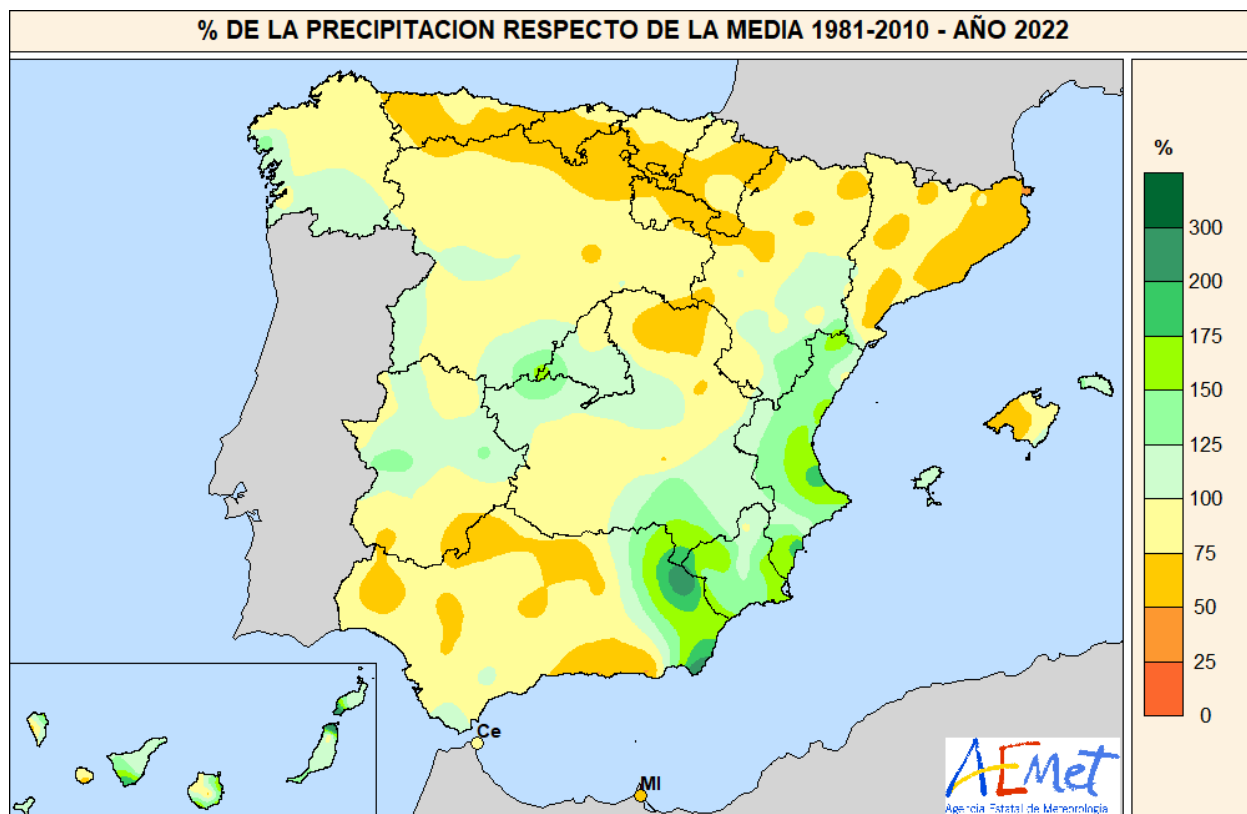 % DE LA PRECIPITACION RESPECTO DE LA MEDIA 1981-2010 - AÑO 2022
%
300
200
175
150
125
100
75
50
25
0
Ce
Ml
AEMet
Agencia Estatal de Meteorología